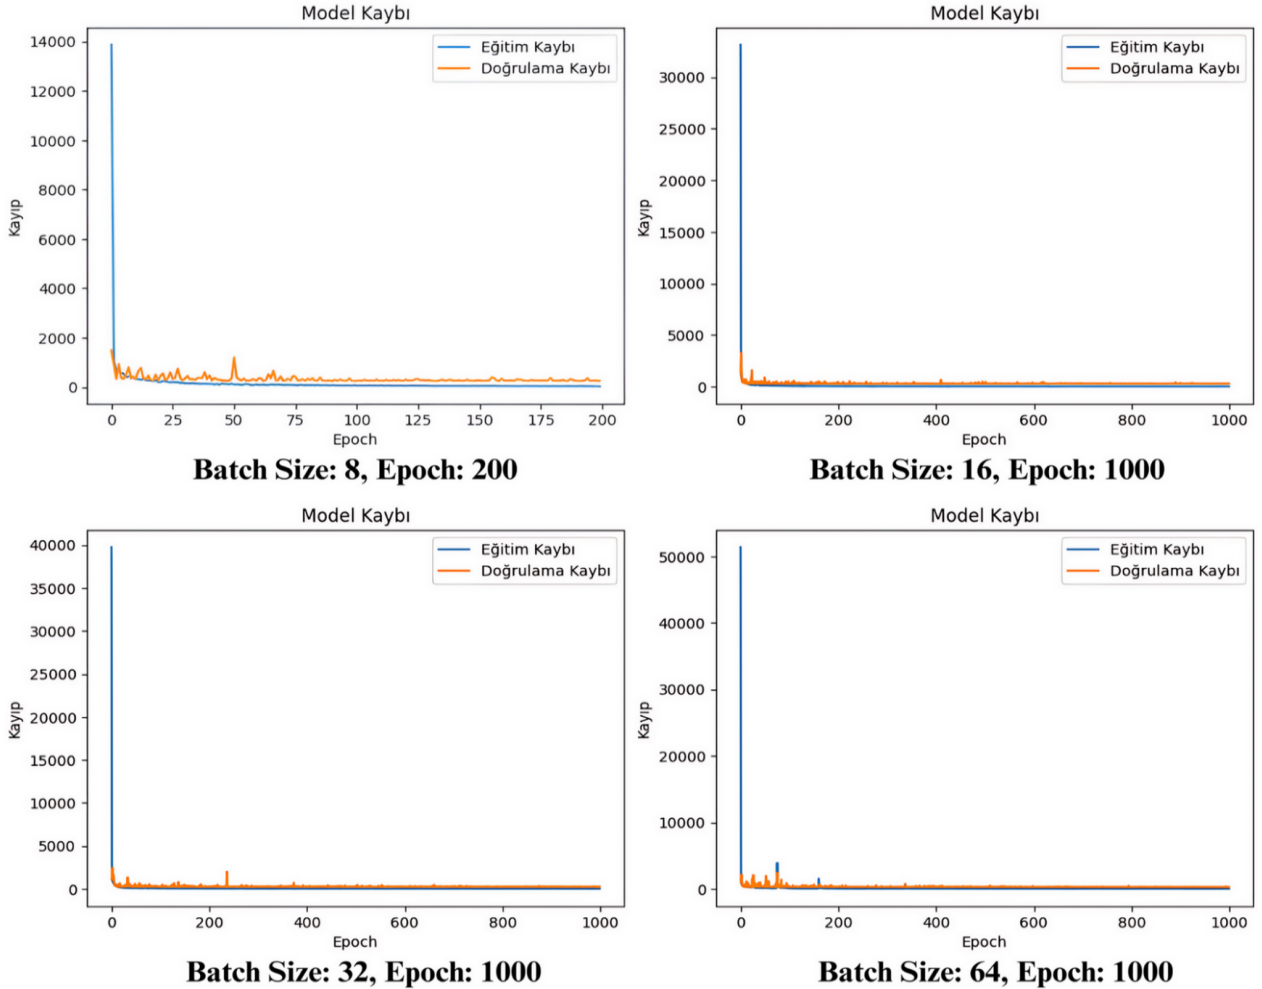 Model Kaybı
14000
12000
10000
8000
6000
4000
2000
0
Kayıp
Eğitim Kaybı
Doğrulama Kaybı
0 25 50 75 100 125 150 175 200
Epoch
Batch Size: 8, Epoch: 200
Model Kaybı
30000
25000
20000
15000
10000
5000
0
Kayıp
Eğitim Kaybı
Doğrulama Kaybı
0 200 400 600 800 1000
Epoch
Batch Size: 16, Epoch: 1000
Model Kaybı
40000
35000
30000
25000
20000
15000
10000
5000
0
Kayıp
Eğitim Kaybı
Doğrulama Kaybı
0 200 400 600 800 1000
Epoch
Batch Size: 32, Epoch: 1000
Model Kaybı
50000
40000
30000
20000
10000
0
Kayıp
Eğitim Kaybı
Doğrulama Kaybı
0 200 400 600 800 1000
Epoch
Batch Size: 64, Epoch: 1000